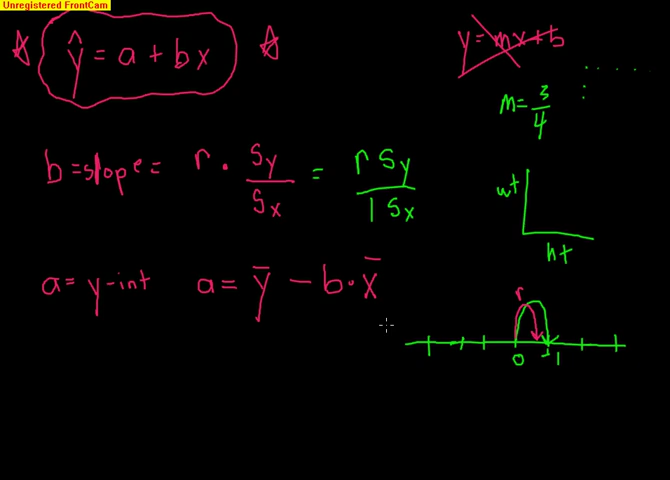 Unregistered FrontCam
ŷ = a + bx
y = mx + b
m = 3/4
b = slope = r · Sy/Sx = r Sy/1 Sx
wt
ht
a = y-int a = ȳ − b · x̄
r
0 1